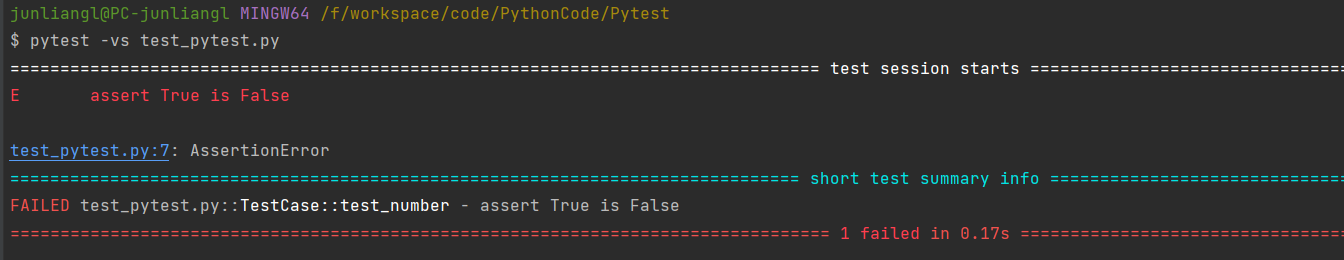 junliangl@PC-junliangl MINGW64 /f/workspace/code/PythonCode/Pytest
$ pytest -vs test_pytest.py
================================================================================= test session starts ================================
E       assert True is False
test_pytest.py:7: AssertionError
=============================================================================== short test summary info ==============================
FAILED test_pytest.py::TestCase::test_number - assert True is False
================================================================================== 1 failed in 0.17s =================================